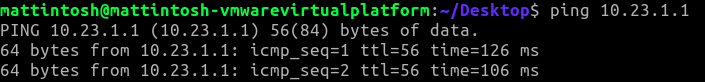 mattintosh@mattintosh-vmwarevirtualplatform:~/Desktop$ ping 10.23.1.1
PING 10.23.1.1 (10.23.1.1) 56(84) bytes of data.
64 bytes from 10.23.1.1: icmp_seq=1 ttl=56 time=126 ms
64 bytes from 10.23.1.1: icmp_seq=2 ttl=56 time=106 ms